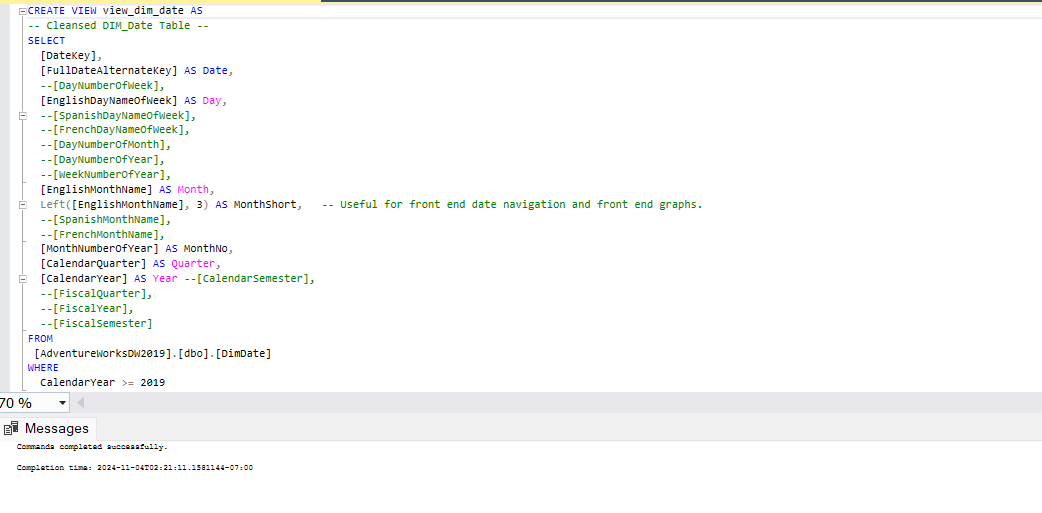 CREATE VIEW view_dim_date AS
-- Cleansed DIM_Date Table --
SELECT
[DateKey],
[FullDateAlternateKey] AS Date,
--[DayNumberOfWeek],
[EnglishDayNameOfWeek] AS Day,
--[SpanishDayNameOfWeek],
--[FrenchDayNameOfWeek],
--[DayNumberOfMonth],
--[DayNumberOfYear],
--[WeekNumberOfYear],
[EnglishMonthName] AS Month,
Left([EnglishMonthName], 3) AS MonthShort,   -- Useful for front end date navigation and front end graphs.
--[SpanishMonthName],
--[FrenchMonthName],
[MonthNumberOfYear] AS MonthNo,
[CalendarQuarter] AS Quarter,
[CalendarYear] AS Year --[CalendarSemester],
--[FiscalQuarter],
--[FiscalYear],
--[FiscalSemester]
FROM
[AdventureWorksDW2019].[dbo].[DimDate]
WHERE
CalendarYear >= 2019
70 %
Messages
Commands completed successfully.
Completion time: 2024-11-04T02:21:11.1581144-07:00